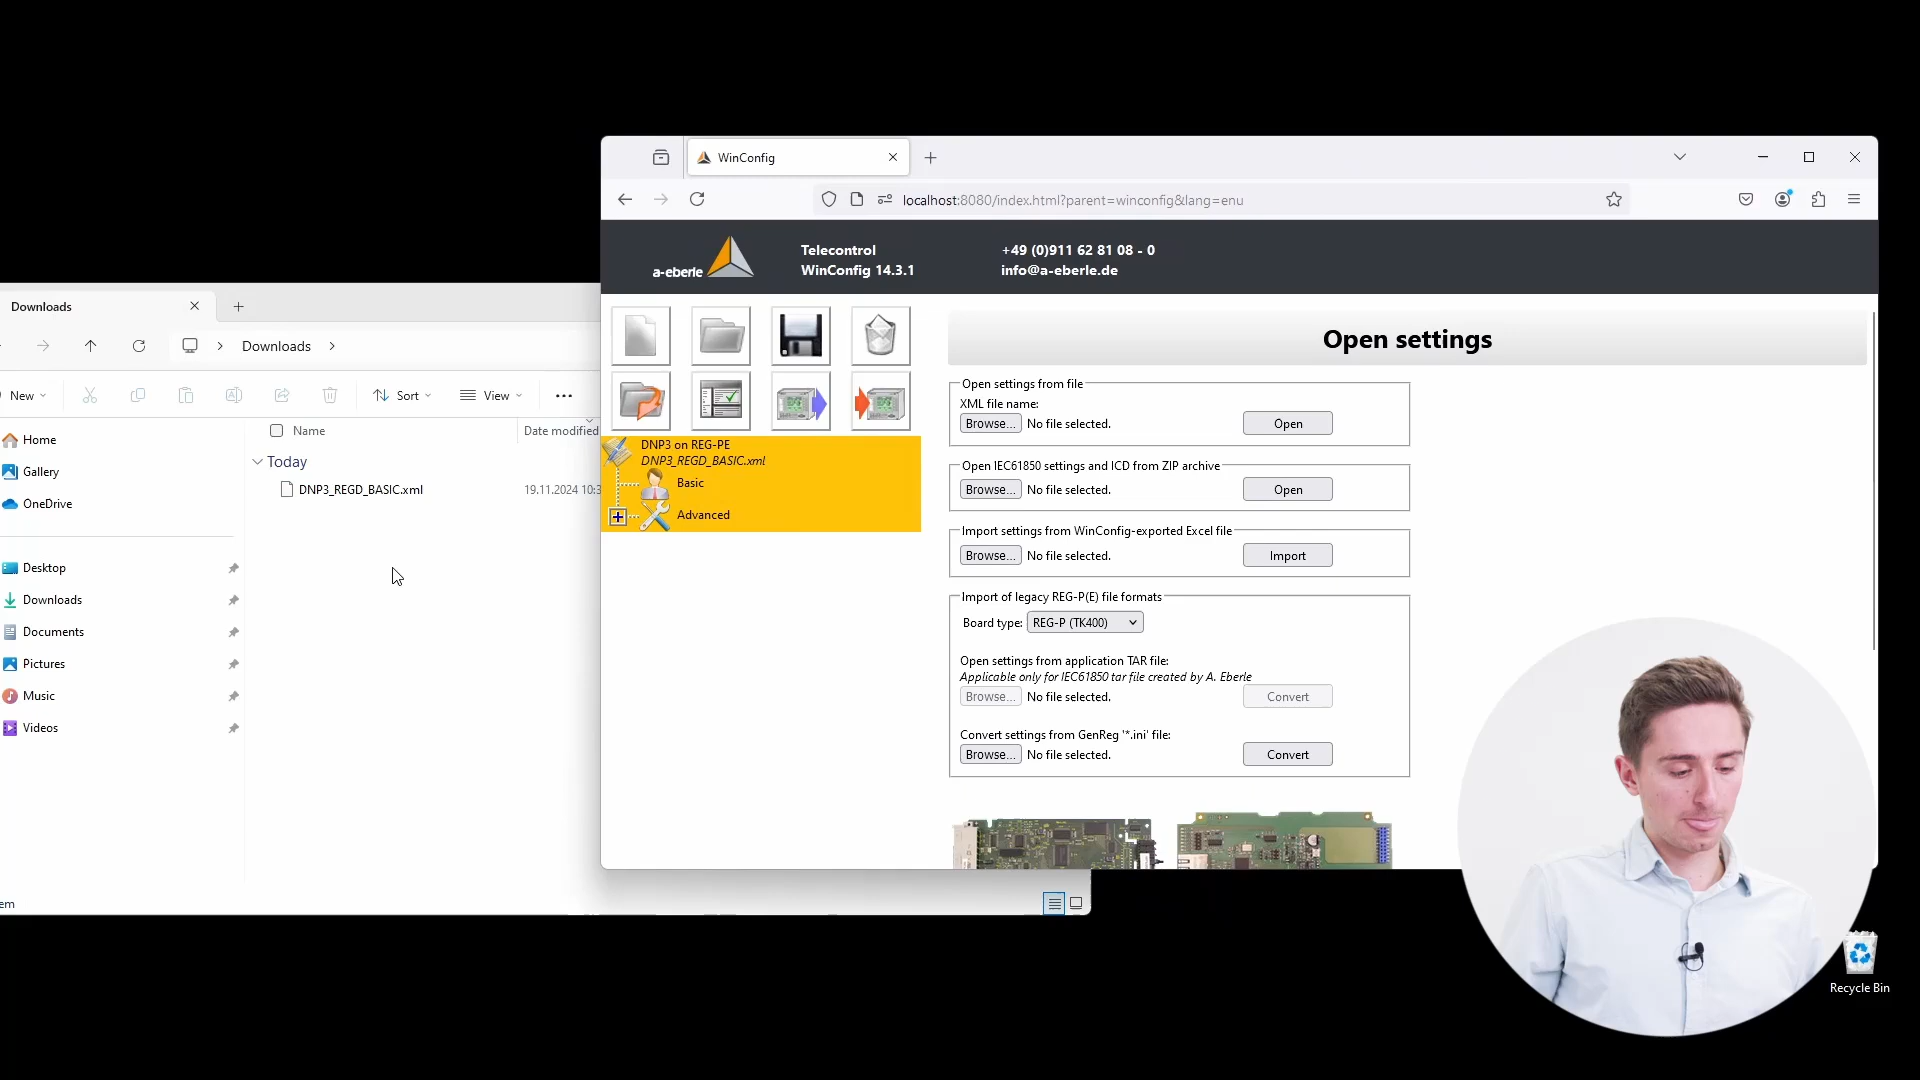 WinConfig
localhost:8080/index.html?parent=winconfig&lang=enu
a-eberle
Telecontrol
WinConfig 14.3.1
+49 (0)911 62 81 08 - 0
info@a-eberle.de
Downloads
Downloads
New
Sort
View
Home
Gallery
OneDrive
Desktop
Downloads
Documents
Pictures
Music
Videos
Name
Date modified
Today
DNP3_REGD_BASIC.xml
19.11.2024 10:3
DNP3 on REG-PE
DNP3_REGD_BASIC.xml
Basic
Advanced
Open settings
Open settings from file
XML file name:
Browse... No file selected. Open
Open IEC61850 settings and ICD from ZIP archive
Browse... No file selected. Open
Import settings from WinConfig-exported Excel file
Browse... No file selected. Import
Import of legacy REG-P(E) file formats
Board type: REG-P (TK400)
Open settings from application TAR file:
Applicable only for IEC61850 tar file created by A. Eberle
Browse... No file selected. Convert
Convert settings from GenReg '*.ini' file:
Browse... No file selected. Convert
em
Recycle Bin